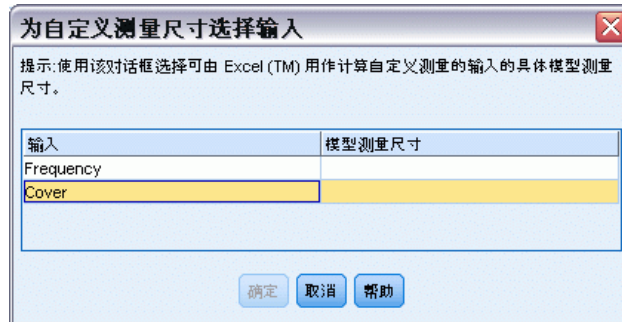 为自定义测量尺寸选择输入
提示:使用该对话框选择可由 Excel (TM) 用作计算自定义测量的输入的具体模型测量
尺寸。
输入 模型测量尺寸
Frequency
Cover
确定 取消 帮助